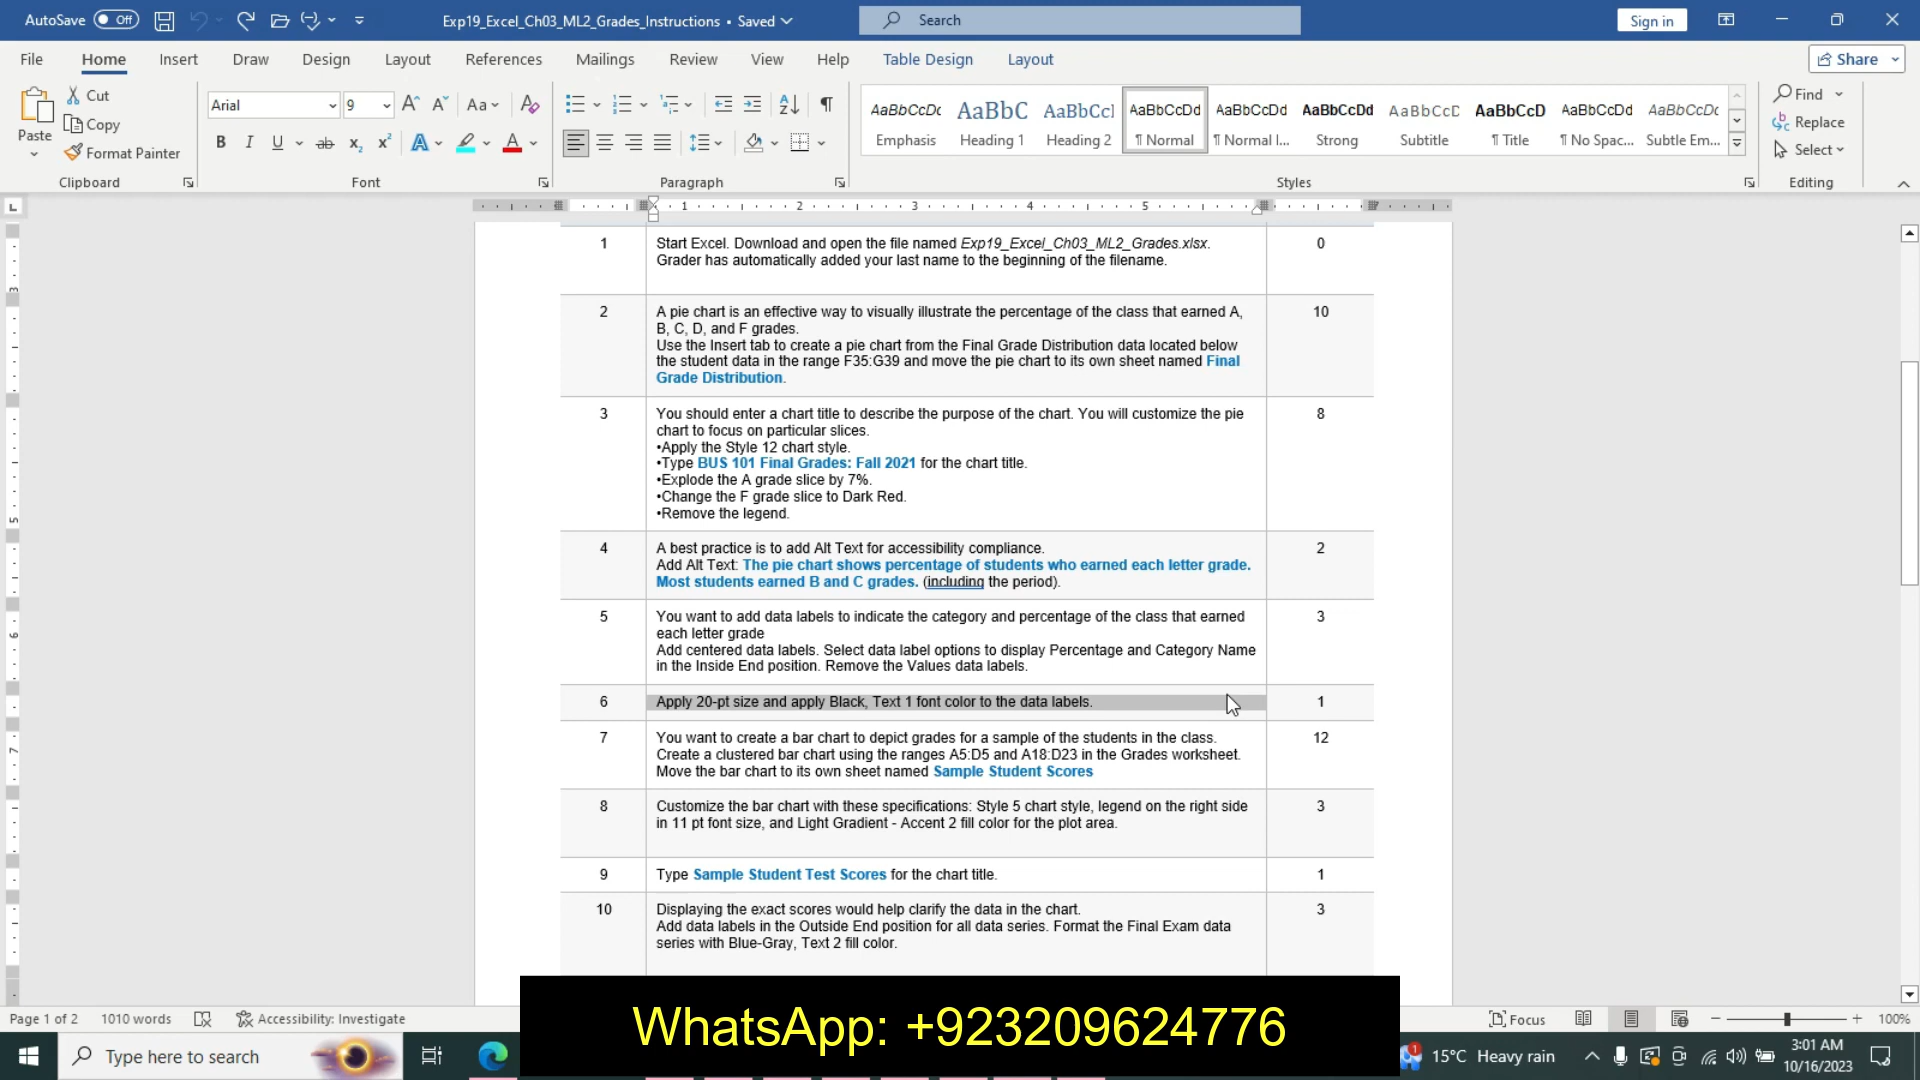 AutoSave Off Exp19_Excel_Ch03_ML2_Grades_Instructions • Saved Search Sign in
File Home Insert Draw Design Layout References Mailings Review View Help Table Design Layout Share
Paste
Cut
Copy
Format Painter
Clipboard
Arial 9
Font
Paragraph
AaBbCcDc AaBbC AaBbCcI AaBbCcDd AaBbCcDd AaBbCcDd AaBbCcD AaBbCcD AaBbCcDd AaBbCcDc
Emphasis Heading 1 Heading 2 ¶ Normal ¶ Normal I... Strong Subtitle ¶ Title ¶ No Spac... Subtle Em...
Styles
Find
Replace
Select
Editing
1 2 3 4 5
1 Start Excel. Download and open the file named Exp19_Excel_Ch03_ML2_Grades.xlsx. 0
Grader has automatically added your last name to the beginning of the filename.
2 A pie chart is an effective way to visually illustrate the percentage of the class that earned A, 10
B, C, D, and F grades.
Use the Insert tab to create a pie chart from the Final Grade Distribution data located below
the student data in the range F35:G39 and move the pie chart to its own sheet named Final
Grade Distribution.
3 You should enter a chart title to describe the purpose of the chart. You will customize the pie 8
chart to focus on particular slices.
•Apply the Style 12 chart style.
•Type BUS 101 Final Grades: Fall 2021 for the chart title.
•Explode the A grade slice by 7%.
•Change the F grade slice to Dark Red.
•Remove the legend.
4 A best practice is to add Alt Text for accessibility compliance. 2
Add Alt Text: The pie chart shows percentage of students who earned each letter grade.
Most students earned B and C grades. (including the period).
5 You want to add data labels to indicate the category and percentage of the class that earned 3
each letter grade
Add centered data labels. Select data label options to display Percentage and Category Name
in the Inside End position. Remove the Values data labels.
6 Apply 20-pt size and apply Black, Text 1 font color to the data labels. 1
7 You want to create a bar chart to depict grades for a sample of the students in the class. 12
Create a clustered bar chart using the ranges A5:D5 and A18:D23 in the Grades worksheet.
Move the bar chart to its own sheet named Sample Student Scores
8 Customize the bar chart with these specifications: Style 5 chart style, legend on the right side 3
in 11 pt font size, and Light Gradient - Accent 2 fill color for the plot area.
9 Type Sample Student Test Scores for the chart title. 1
10 Displaying the exact scores would help clarify the data in the chart. 3
Add data labels in the Outside End position for all data series. Format the Final Exam data
series with Blue-Gray, Text 2 fill color.
WhatsApp: +923209624776
Page 1 of 2 1010 words Accessibility: Investigate Focus 100%
Type here to search 15°C Heavy rain 3:01 AM
10/16/2023